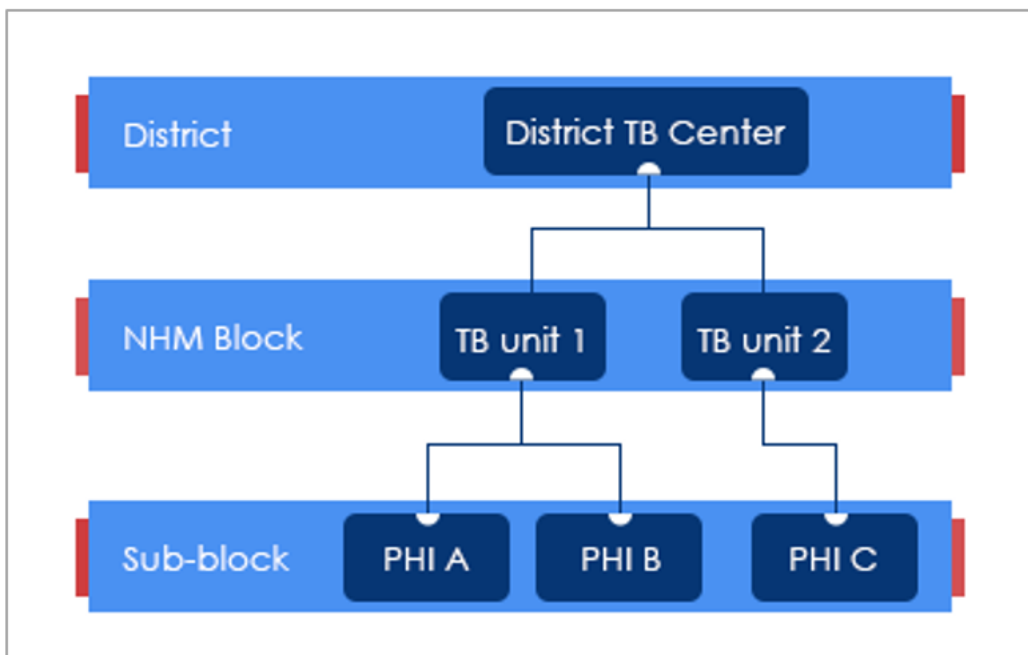 District
District TB Center
NHM Block
TB unit 1
TB unit 2
Sub-block
PHI A
PHI B
PHI C